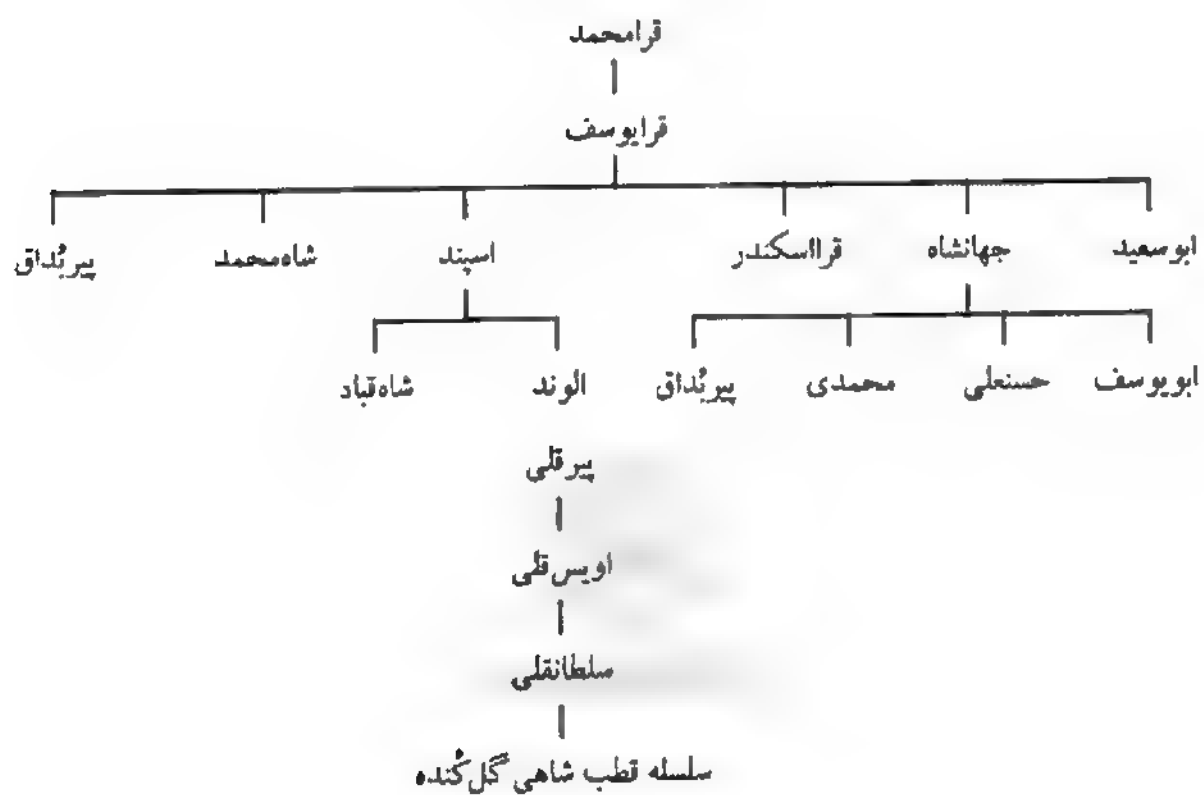 قرامحمد
قرایوسف
ابوسعید جهانشاه قرااسکندر اسپند شاه‌محمد پیربُداق
ابویوسف حسنعلی محمدی پیربُداق الوند شاه‌قباد
پیرقلی
اویس‌قلی
سلطانقلی
سلسله قطب شاهی گُل‌کُنده